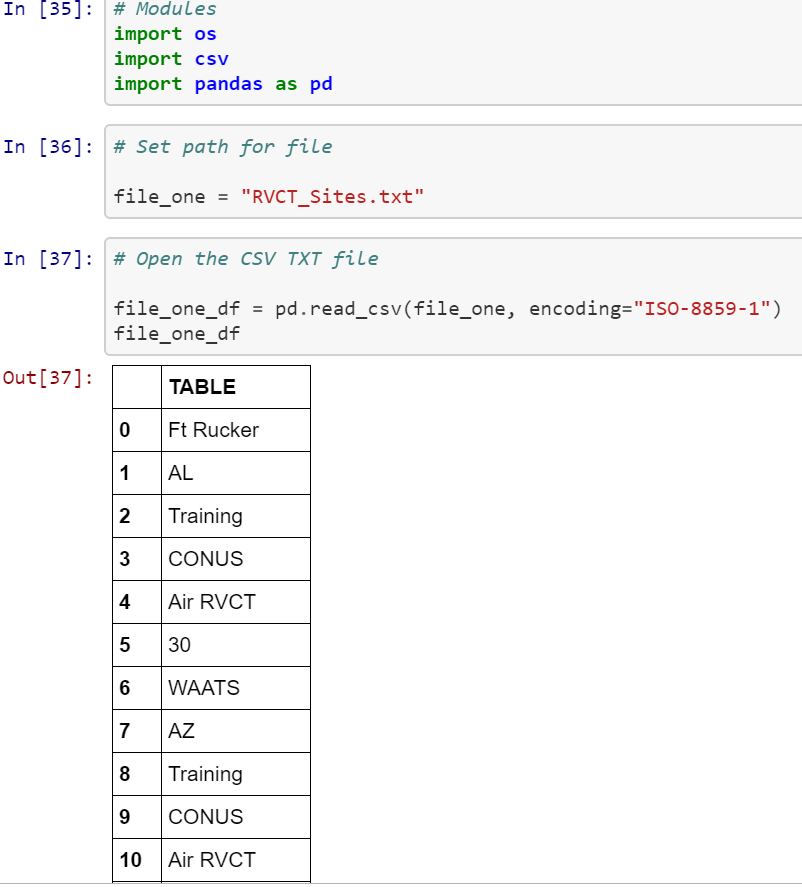 In [35]: # Modules
import os
import csv
import pandas as pd
In [36]: # Set path for file
file_one = "RVCT_Sites.txt"
In [37]: # Open the CSV TXT file
file_one_df = pd.read_csv(file_one, encoding="ISO-8859-1")
file_one_df
Out[37]:
TABLE
0 Ft Rucker
1 AL
2 Training
3 CONUS
4 Air RVCT
5 30
6 WAATS
7 AZ
8 Training
9 CONUS
10 Air RVCT